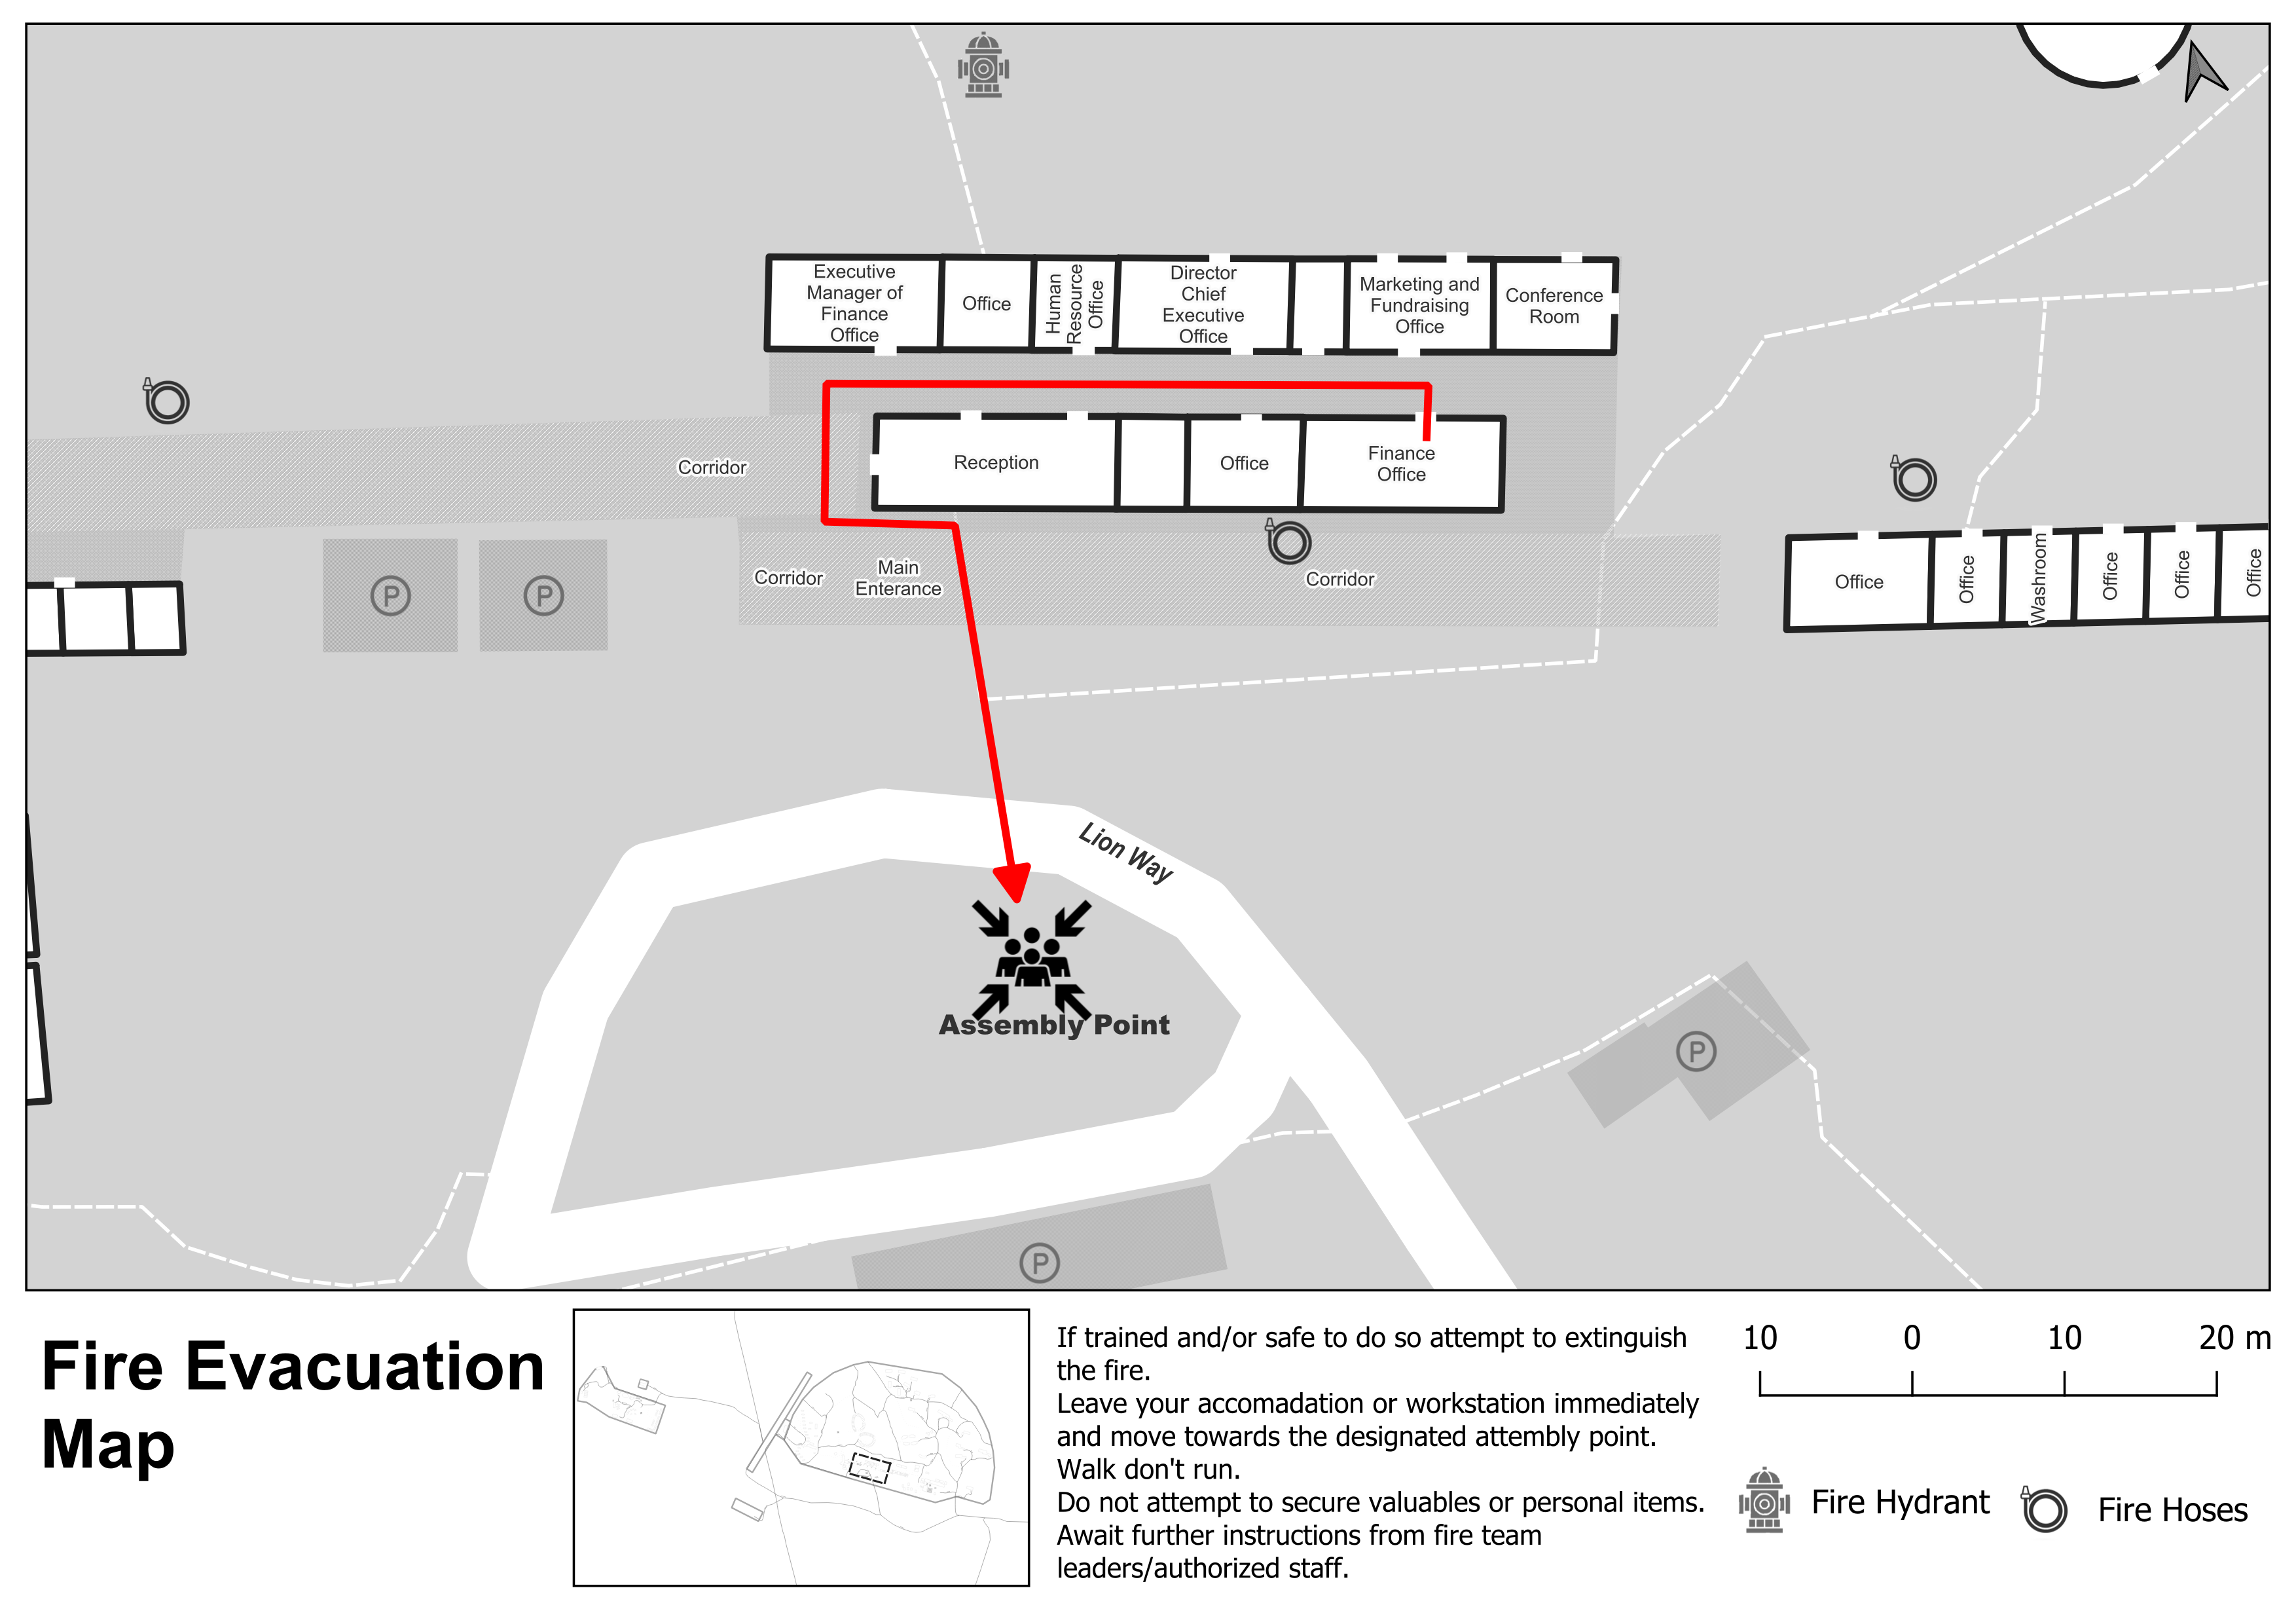 Executive
Manager of
Finance
Office
Office
Human
Resource
Office
Director
Chief
Executive
Office
Marketing and
Fundraising
Office
Conference
Room
Corridor
Reception
Office
Finance
Office
Corridor
Main
Enterance
Corridor
Office
Office
Washroom
Office
Office
Office
P
P
Lion Way
Assembly Point
P
P
Fire Evacuation
Map
If trained and/or safe to do so attempt to extinguish
the fire.
Leave your accomadation or workstation immediately
and move towards the designated attembly point.
Walk don't run.
Do not attempt to secure valuables or personal items.
Await further instructions from fire team
leaders/authorized staff.
10 0 10 20 m
Fire Hydrant
Fire Hoses